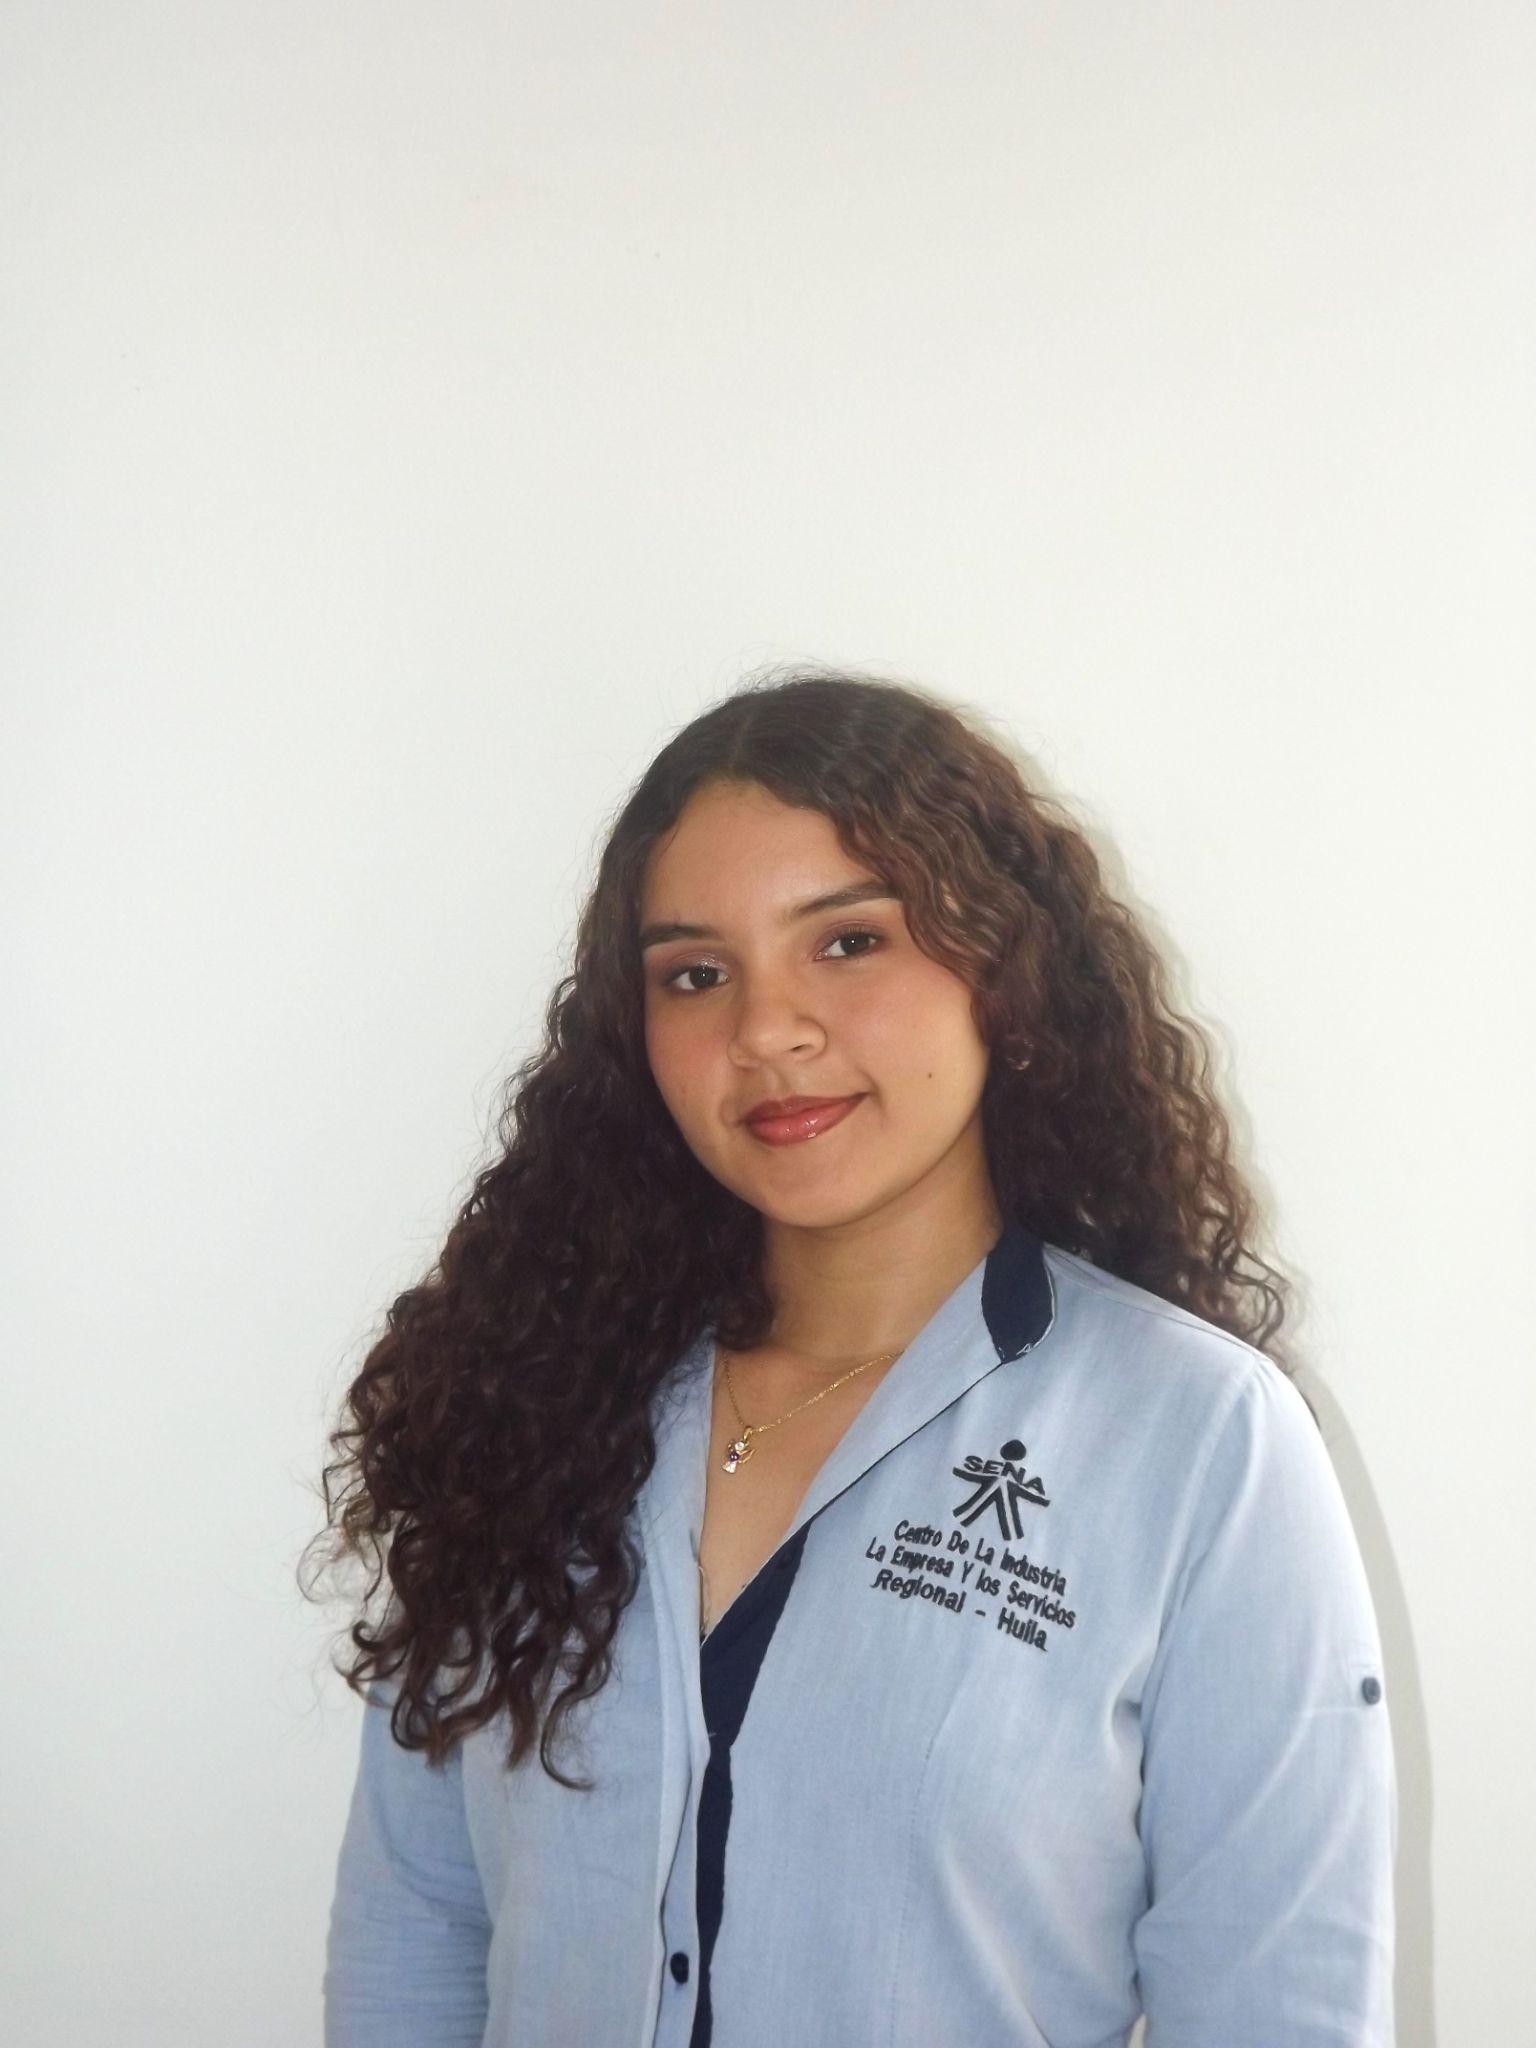 SENA
Centro De La Industria
La Empresa Y los Servicios
Regional - Huila